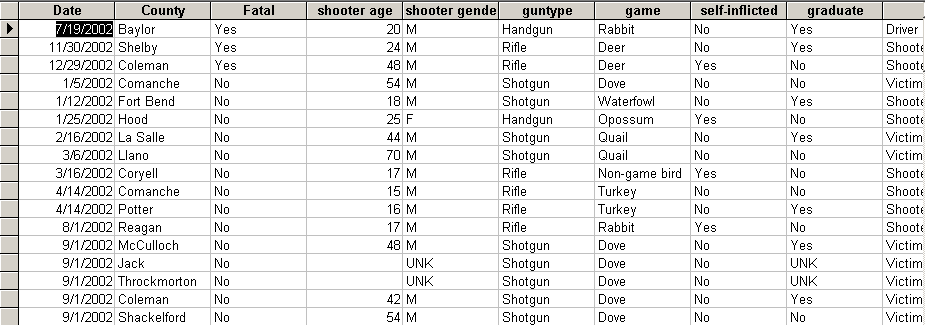 Date County Fatal shooter age shooter gende guntype game self-inflicted graduate
7/19/2002 Baylor Yes 20 M Handgun Rabbit No Yes Driver
11/30/2002 Shelby Yes 24 M Rifle Deer No Yes Shoote
12/29/2002 Coleman Yes 48 M Rifle Deer Yes No Shoote
1/5/2002 Comanche No 54 M Shotgun Dove No No Victim
1/12/2002 Fort Bend No 18 M Shotgun Waterfowl No Yes Shoote
1/25/2002 Hood No 25 F Handgun Opossum Yes No Shoote
2/16/2002 La Salle No 44 M Shotgun Quail No Yes Victim
3/6/2002 Llano No 70 M Shotgun Quail No No Victim
3/16/2002 Coryell No 17 M Rifle Non-game bird Yes No Shoote
4/14/2002 Comanche No 15 M Rifle Turkey No No Shoote
4/14/2002 Potter No 16 M Rifle Turkey No Yes Shoote
8/1/2002 Reagan No 17 M Rifle Rabbit Yes No Shoote
9/1/2002 McCulloch No 48 M Shotgun Dove No Yes Victim
9/1/2002 Jack No UNK Shotgun Dove No UNK Victim
9/1/2002 Throckmorton No UNK Shotgun Dove No UNK Victim
9/1/2002 Coleman No 42 M Shotgun Dove No Yes Victim
9/1/2002 Shackelford No 54 M Shotgun Dove No No Victim